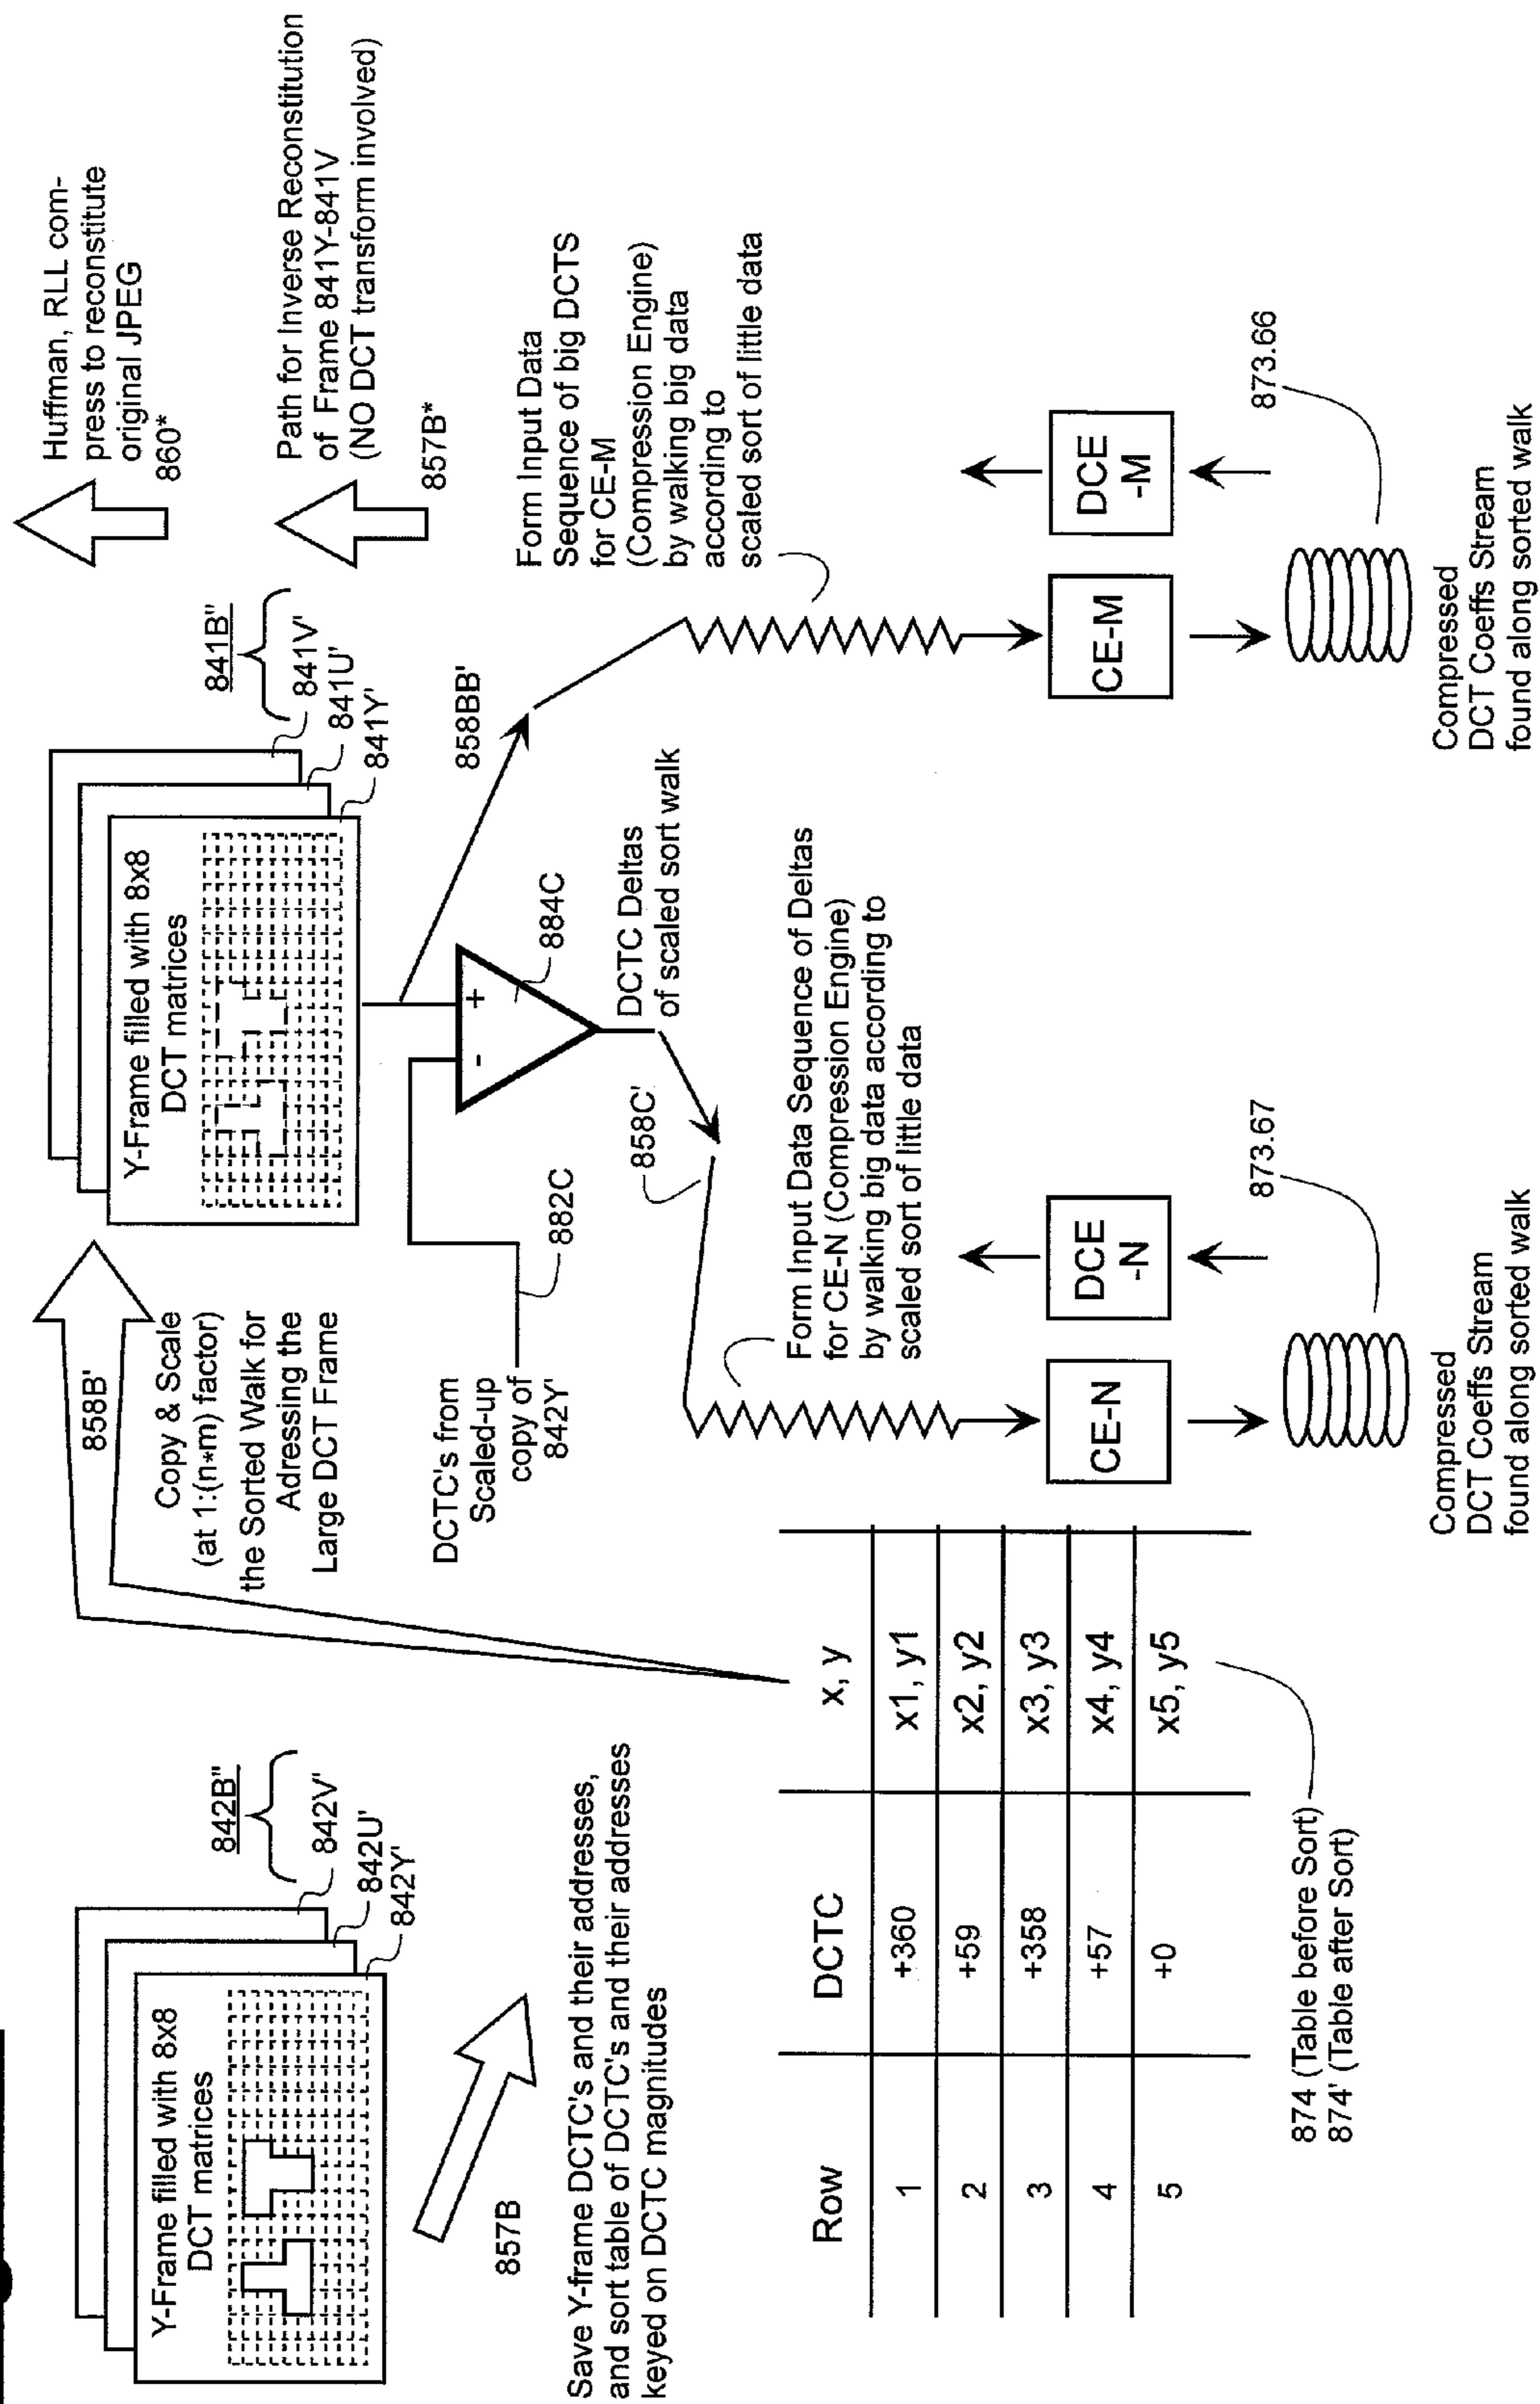 Y-Frame filled with 8x8
DCT matrices
842B"
842V'
842U'
842Y'
857B
Save Y-frame DCTC's and their addresses,
and sort table of DCTC's and their addresses
keyed on DCTC magnitudes
Row DCTC x, y
1 +360 x1, y1
2 +59 x2, y2
3 +358 x3, y3
4 +57 x4, y4
5 +0 x5, y5
874 (Table before Sort)
874' (Table after Sort)
858B'
Copy & Scale
(at 1:(n*m) factor)
the Sorted Walk for
Adressing the
Large DCT Frame
Y-Frame filled with 8x8
DCT matrices
841B"
841V'
841U'
841Y'
DCTC's from
Scaled-up
copy of
842Y'
882C
- +
884C
858BB'
DCTC Deltas
of scaled sort walk
858C'
Form Input Data Sequence of Deltas
for CE-N (Compression Engine)
by walking big data according to
scaled sort of little data
CE-N
DCE
-N
873.67
Compressed
DCT Coeffs Stream
found along sorted walk
Huffman, RLL com-
press to reconstitute
original JPEG
860*
Path for Inverse Reconstitution
of Frame 841Y-841V
(NO DCT transform involved)
857B*
Form Input Data
Sequence of big DCTS
for CE-M
(Compression Engine)
by walking big data
according to
scaled sort of little data
CE-M
DCE
-M
873.66
Compressed
DCT Coeffs Stream
found along sorted walk